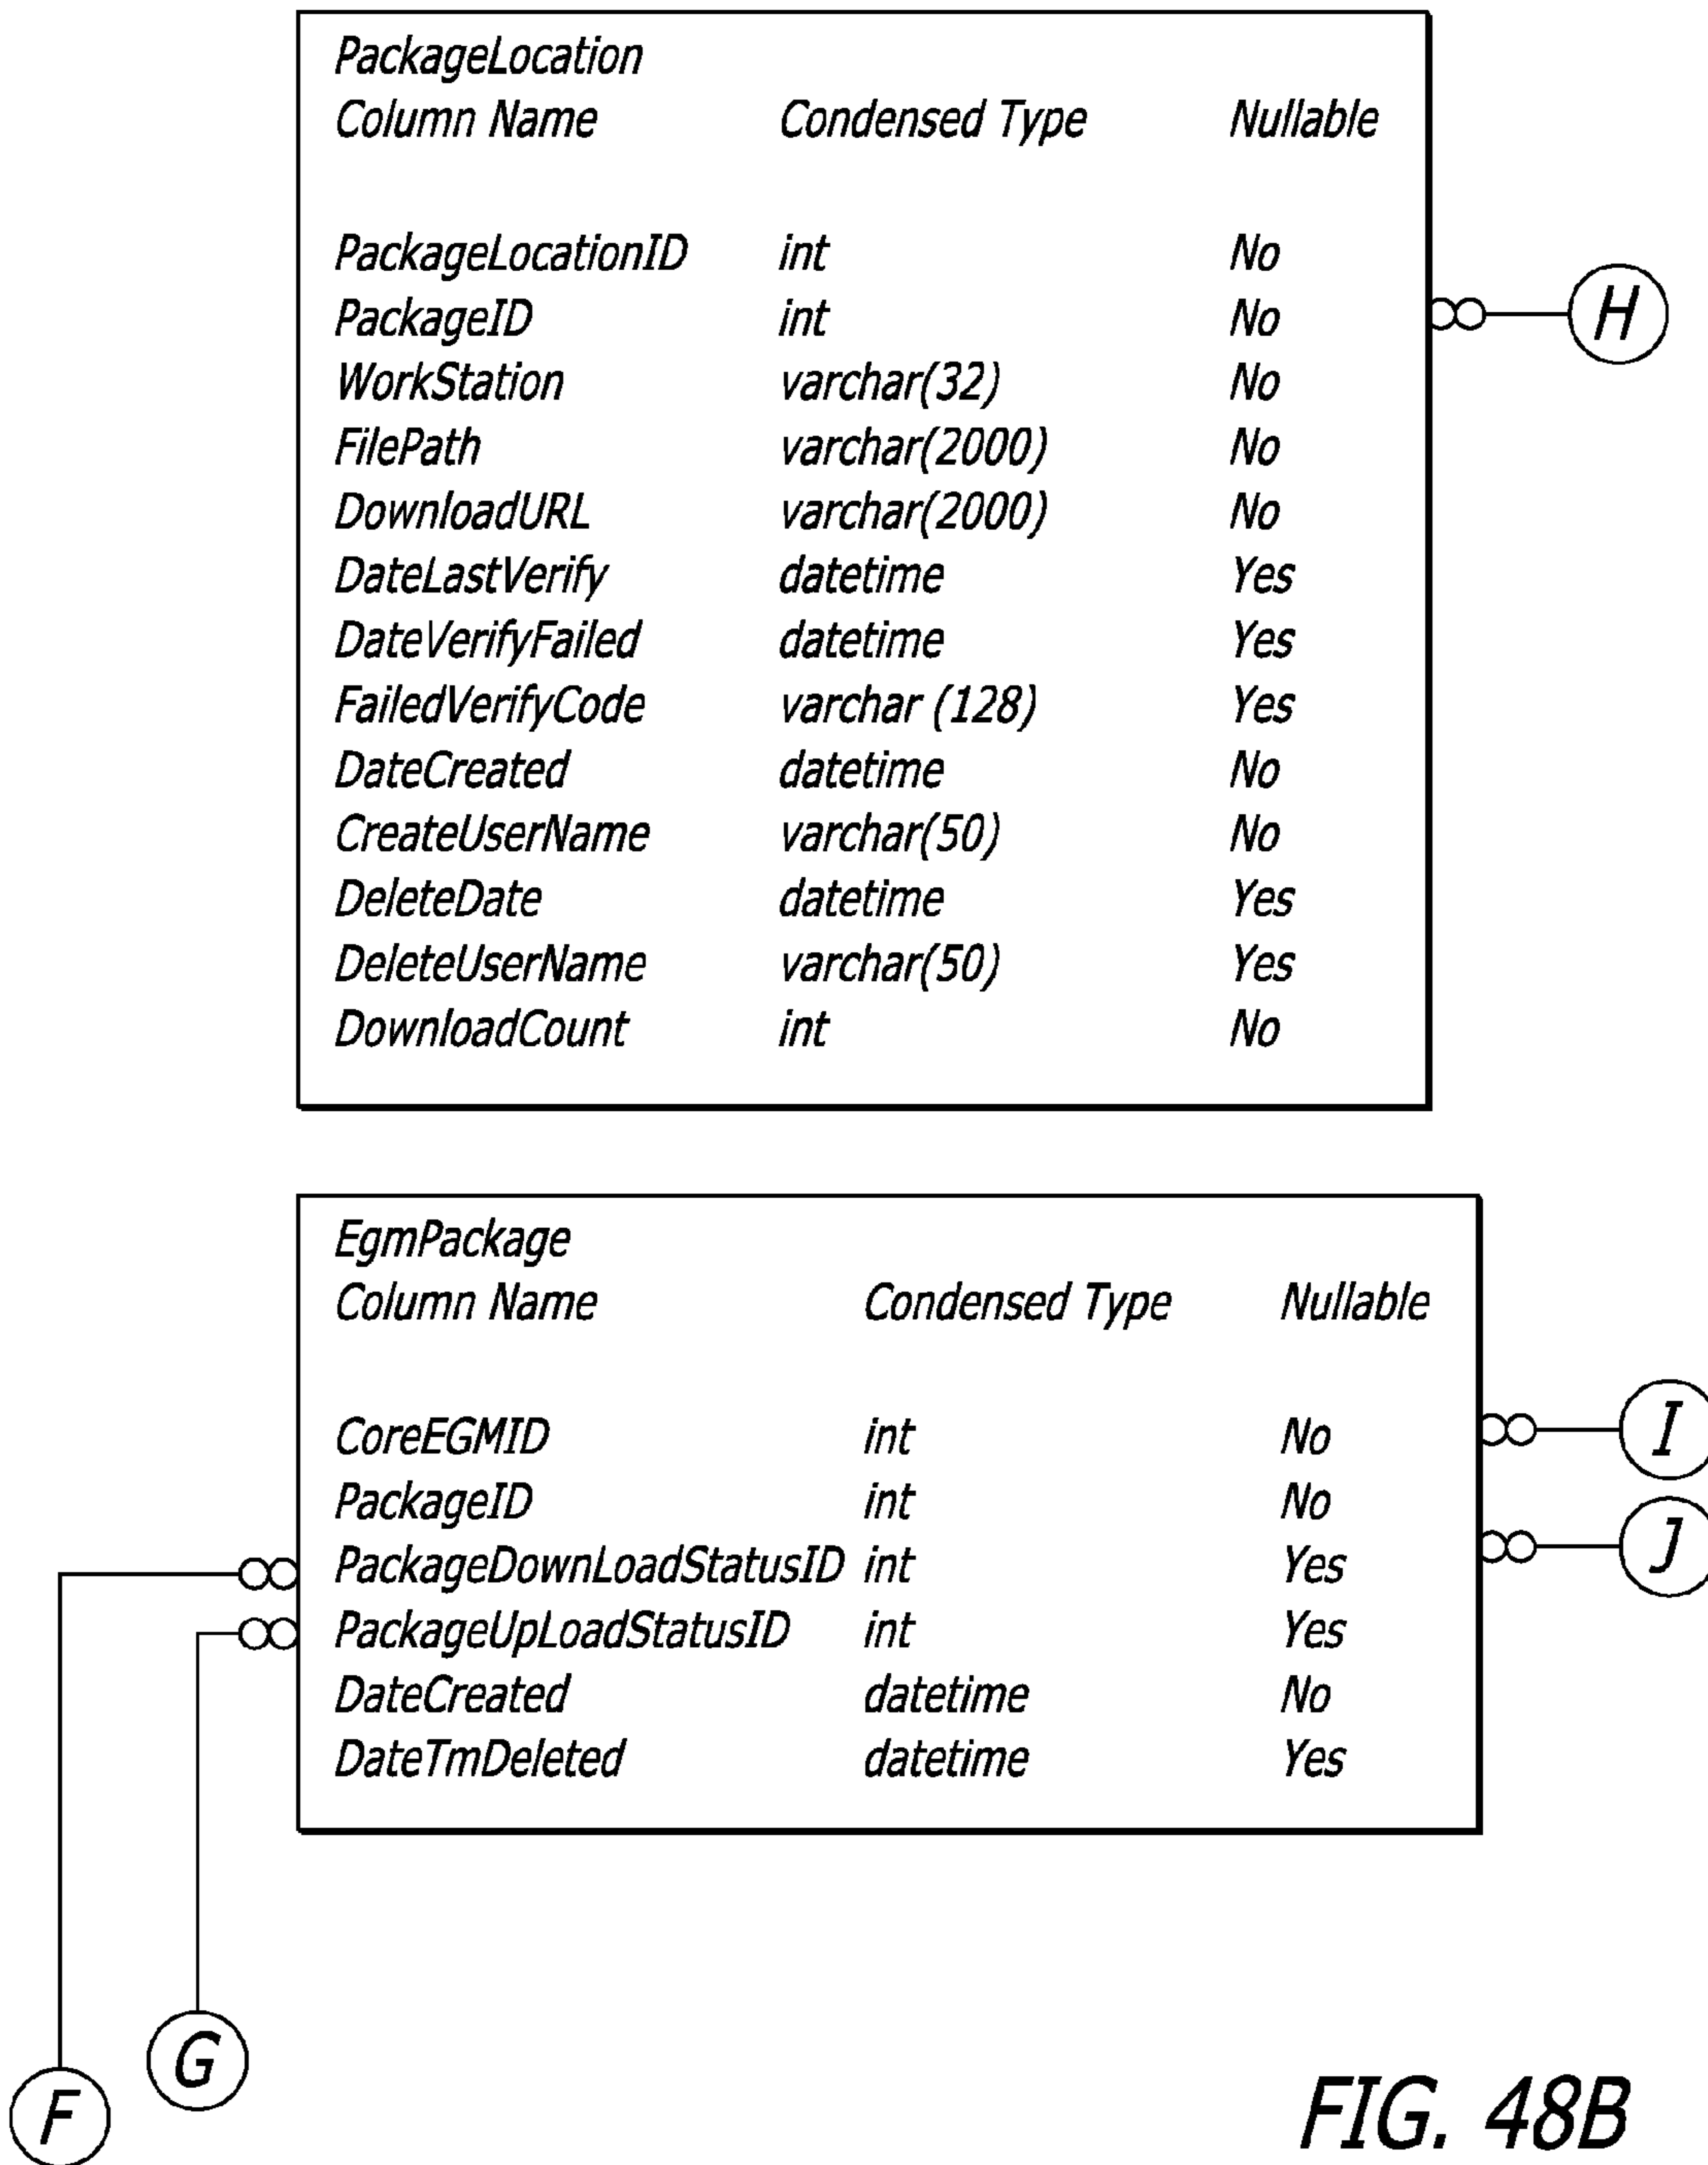 PackageLocation
Column Name Condensed Type Nullable
PackageLocationID int No
PackageID int No
H
WorkStation varchar(32) No
FilePath varchar(2000) No
DownloadURL varchar(2000) No
DateLastVerify datetime Yes
DateVerifyFailed datetime Yes
FailedVerifyCode varchar (128) Yes
DateCreated datetime No
CreateUserName varchar(50) No
DeleteDate datetime Yes
DeleteUserName varchar(50) Yes
DownloadCount int No
EgmPackage
Column Name Condensed Type Nullable
CoreEGMID int No
I
PackageID int No
J
PackageDownLoadStatusID int Yes
PackageUpLoadStatusID int Yes
DateCreated datetime No
DateTmDeleted datetime Yes
G
F
FIG. 48B